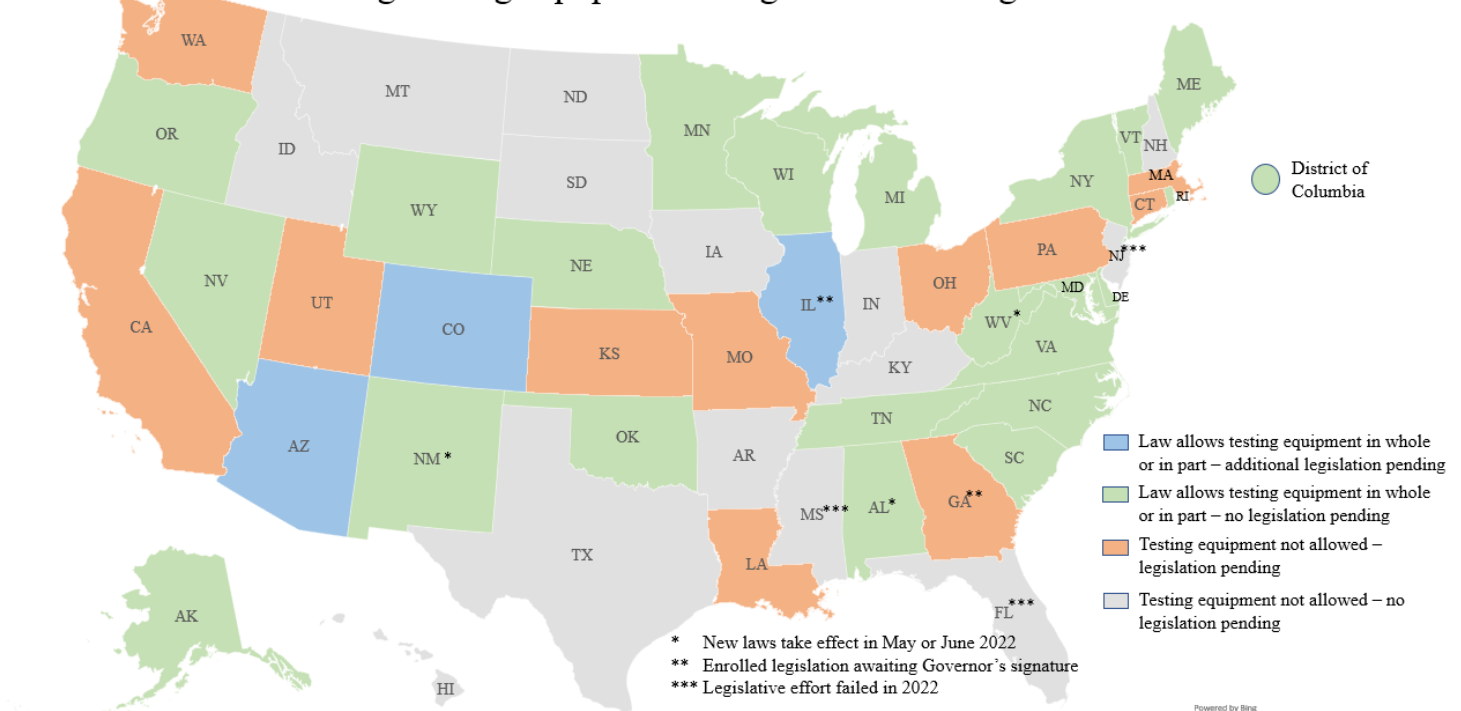 WA
MT
ND
MN
ME
OR
ID
VT
NH
SD
WI
MA
District of
Columbia
NY
MI
CT
RI
WY
IA
PA
NJ
***
NE
NV
OH
MD
DE
UT
CO
IL**
IN
WV*
CA
KS
MO
VA
KY
TN
NC
AZ
OK
NM *
AR
SC
Law allows testing equipment in whole
or in part – additional legislation pending
MS***
AL*
GA**
Law allows testing equipment in whole
or in part – no legislation pending
TX
LA
Testing equipment not allowed –
legislation pending
AK
FL***
Testing equipment not allowed – no
legislation pending
* New laws take effect in May or June 2022
** Enrolled legislation awaiting Governor's signature
*** Legislative effort failed in 2022
HI
Powered by Bing